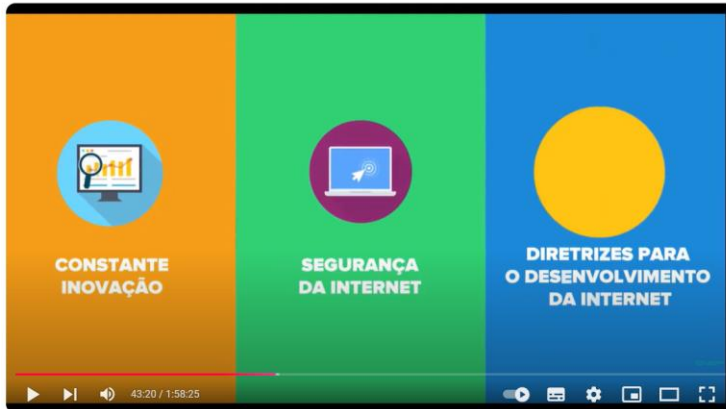 CONSTANTE
INOVAÇÃO
SEGURANÇA
DA INTERNET
DIRETRIZES PARA
O DESENVOLVIMENTO
DA INTERNET
43:20 / 1:58:25